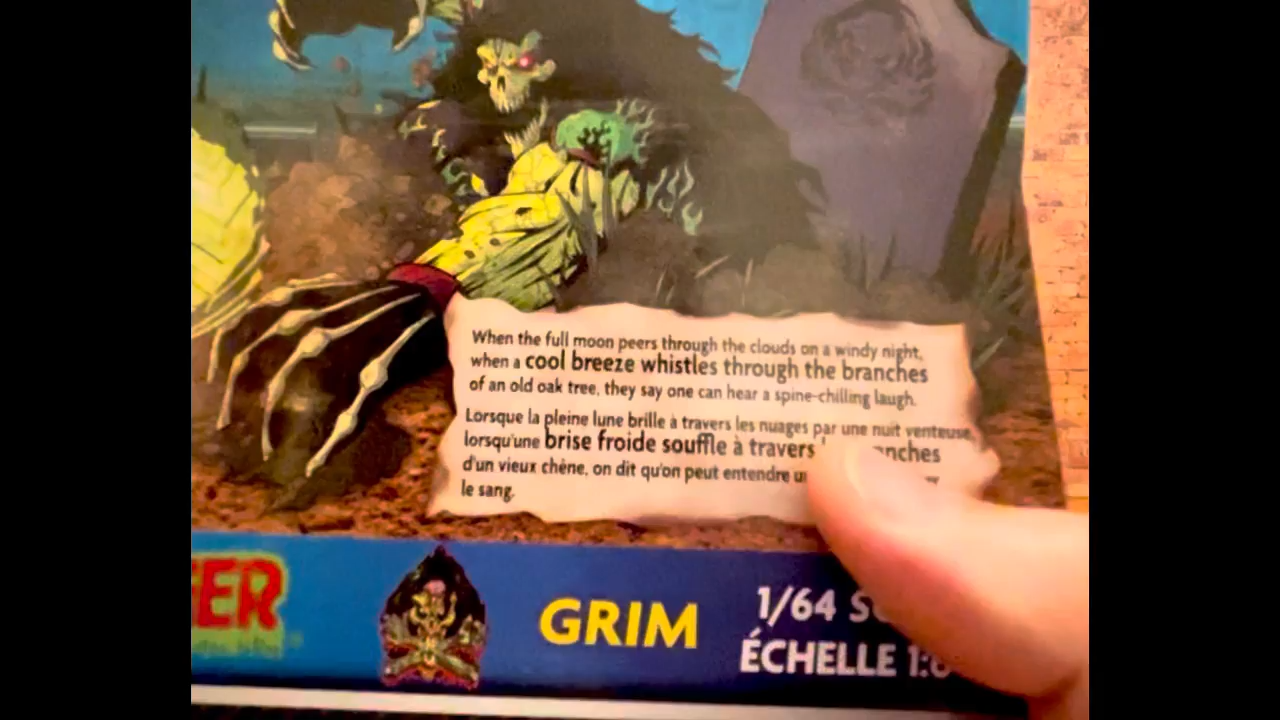 When the full moon peers through the clouds on a windy night,
when a cool breeze whistles through the branches
of an old oak tree, they say one can hear a spine-chilling laugh.
Lorsque la pleine lune brille à travers les nuages par une nuit venteuse,
lorsqu'une brise froide souffle à travers
d'un vieux chêne, on dit qu'on peut entendre
le sang.
GRIM
1/64
ÉCHELLE